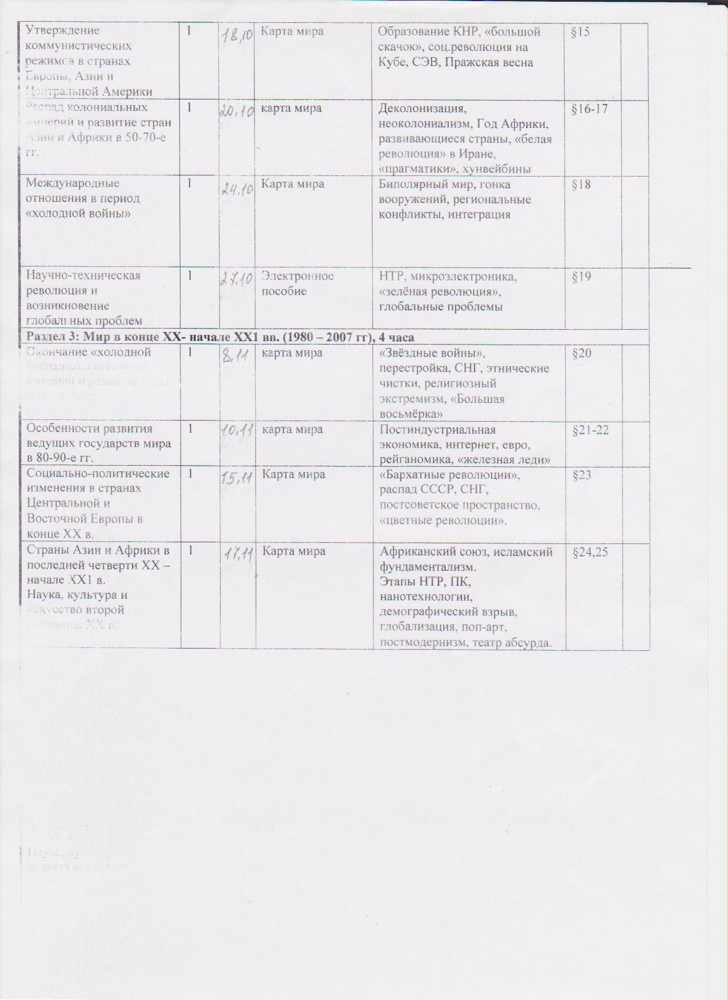 Утверждение коммунистических режимов в странах Европы, Азии и Центральной Америки | 1 | 18.10 | Карта мира | Образование КНР, «большой скачок», соц.революция на Кубе, СЭВ, Пражская весна | §15
Распад колониальных империй и развитие стран Азии и Африки в 50-70-е гг. | 1 | 20.10 | карта мира | Деколонизация, неоколониализм, Год Африки, развивающиеся страны, «белая революция» в Иране, «прагматики», хунвейбины | §16-17
Международные отношения в период «холодной войны» | 1 | 24.10 | Карта мира | Биполярный мир, гонка вооружений, региональные конфликты, интеграция | §18
Научно-техническая революция и возникновение глобальных проблем | 1 | 27.10 | Электронное пособие | НТР, микроэлектроника, «зелёная революция», глобальные проблемы | §19
Раздел 3: Мир в конце XX- начале XX1 вв. (1980 – 2007 гг), 4 часа
Окончание «холодной | 1 | 8.11 | карта мира | «Звёздные войны», перестройка, СНГ, этнические чистки, религиозный экстремизм, «Большая восьмёрка» | §20
Особенности развития ведущих государств мира в 80-90-е гг. | 1 | 10.11 | карта мира | Постиндустриальная экономика, интернет, евро, рейганомика, «железная леди» | §21-22
Социально-политические изменения в странах Центральной и Восточной Европы в конце XX в. | 1 | 15.11 | Карта мира | «Бархатные революции», распад СССР, СНГ, постсоветское пространство, «цветные революции». | §23
Страны Азии и Африки в последней четверти XX – начале XX1 в. Наука, культура и искусство второй половины XX в. | 1 | 17.11 | Карта мира | Африканский союз, исламский фундаментализм. Этапы НТР, ПК, нанотехнологии, демографический взрыв, глобализация, поп-арт, постмодернизм, театр абсурда. | §24,25